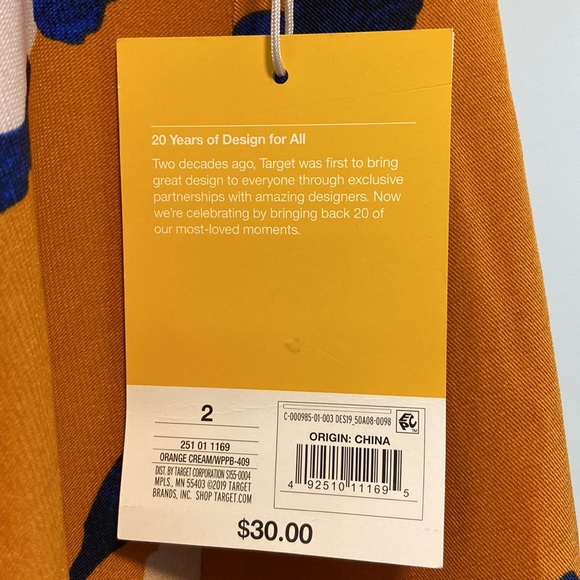 20 Years of Design for All
Two decades ago, Target was first to bring
great design to everyone through exclusive
partnerships with amazing designers. Now
we're celebrating by bringing back 20 of
our most-loved moments.
2
251 01 1169
ORANGE CREAM/WPPB-409
DIST. BY TARGET CORPORATION S155-0004
MPLS., MN 55403 ©2019 TARGET
BRANDS, INC. SHOP TARGET.COM
C-000985-01-003 DES19_50A08-0098
ORIGIN: CHINA
4 92510 11169 5
$30.00